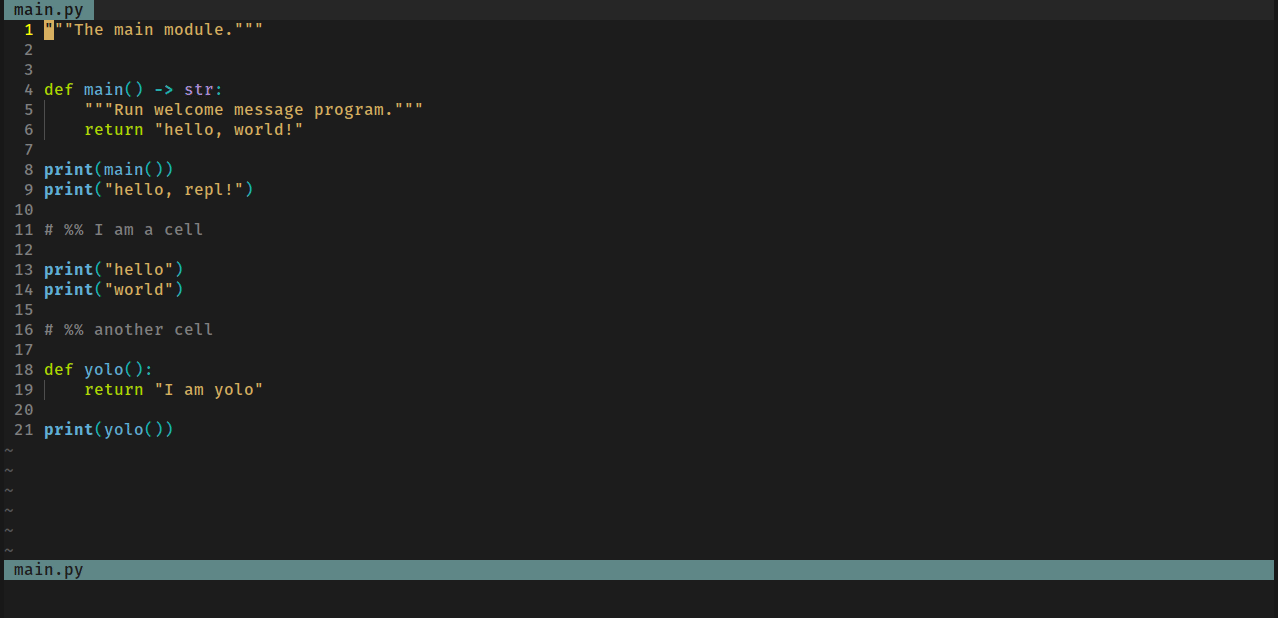 main.py
1 """The main module."""
2
3
4 def main() -> str:
5     """Run welcome message program."""
6     return "hello, world!"
7
8 print(main())
9 print("hello, repl!")
10
11 # %% I am a cell
12
13 print("hello")
14 print("world")
15
16 # %% another cell
17
18 def yolo():
19     return "I am yolo"
20
21 print(yolo())
~
~
~
~
~
~
main.py